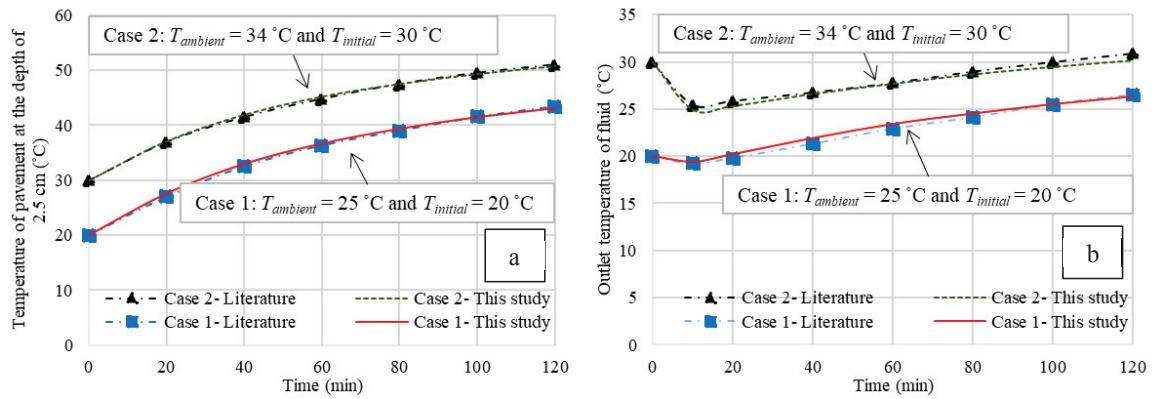 Temperature of pavement at the depth of
2.5 cm (˚C)
60
50
40
30
20
10
0
Case 2: Tambient = 34 ˚C and Tinitial = 30 ˚C
Case 1: Tambient = 25 ˚C and Tinitial = 20 ˚C
a
Case 2- Literature
Case 2- This study
Case 1- Literature
Case 1- This study
0 20 40 60 80 100 120
Time (min)
Outlet temperature of fluid (˚C)
35
30
25
20
15
10
5
0
Case 2: Tambient = 34 ˚C and Tinitial = 30 ˚C
Case 1: Tambient = 25 ˚C and Tinitial = 20 ˚C
b
Case 2- Literature
Case 2- This study
Case 1- Literature
Case 1- This study
0 20 40 60 80 100 120
Time (min)